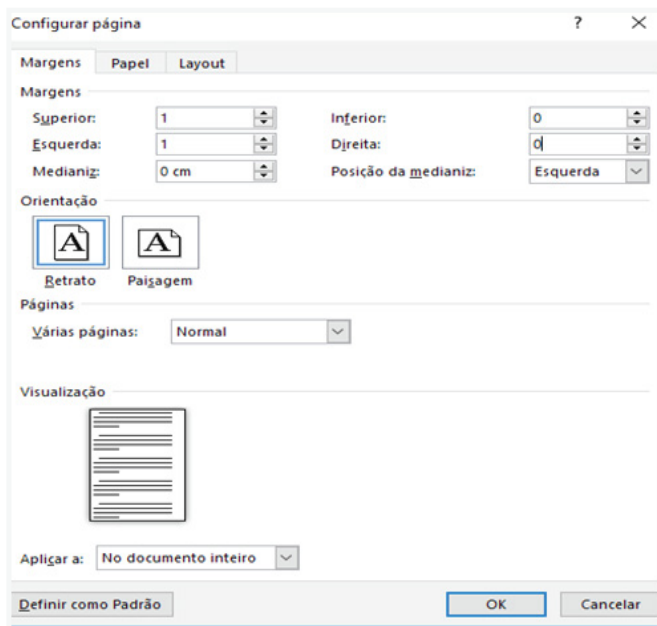 Configurar página ? ×
Margens Papel Layout
Margens
Superior: 1 Inferior: 0
Esquerda: 1 Direita: 0
Medianiz: 0 cm Posição da medianiz: Esquerda
Orientação
A A
Retrato Paisagem
Páginas
Várias páginas: Normal
Visualização
Aplicar a: No documento inteiro
Definir como Padrão OK Cancelar